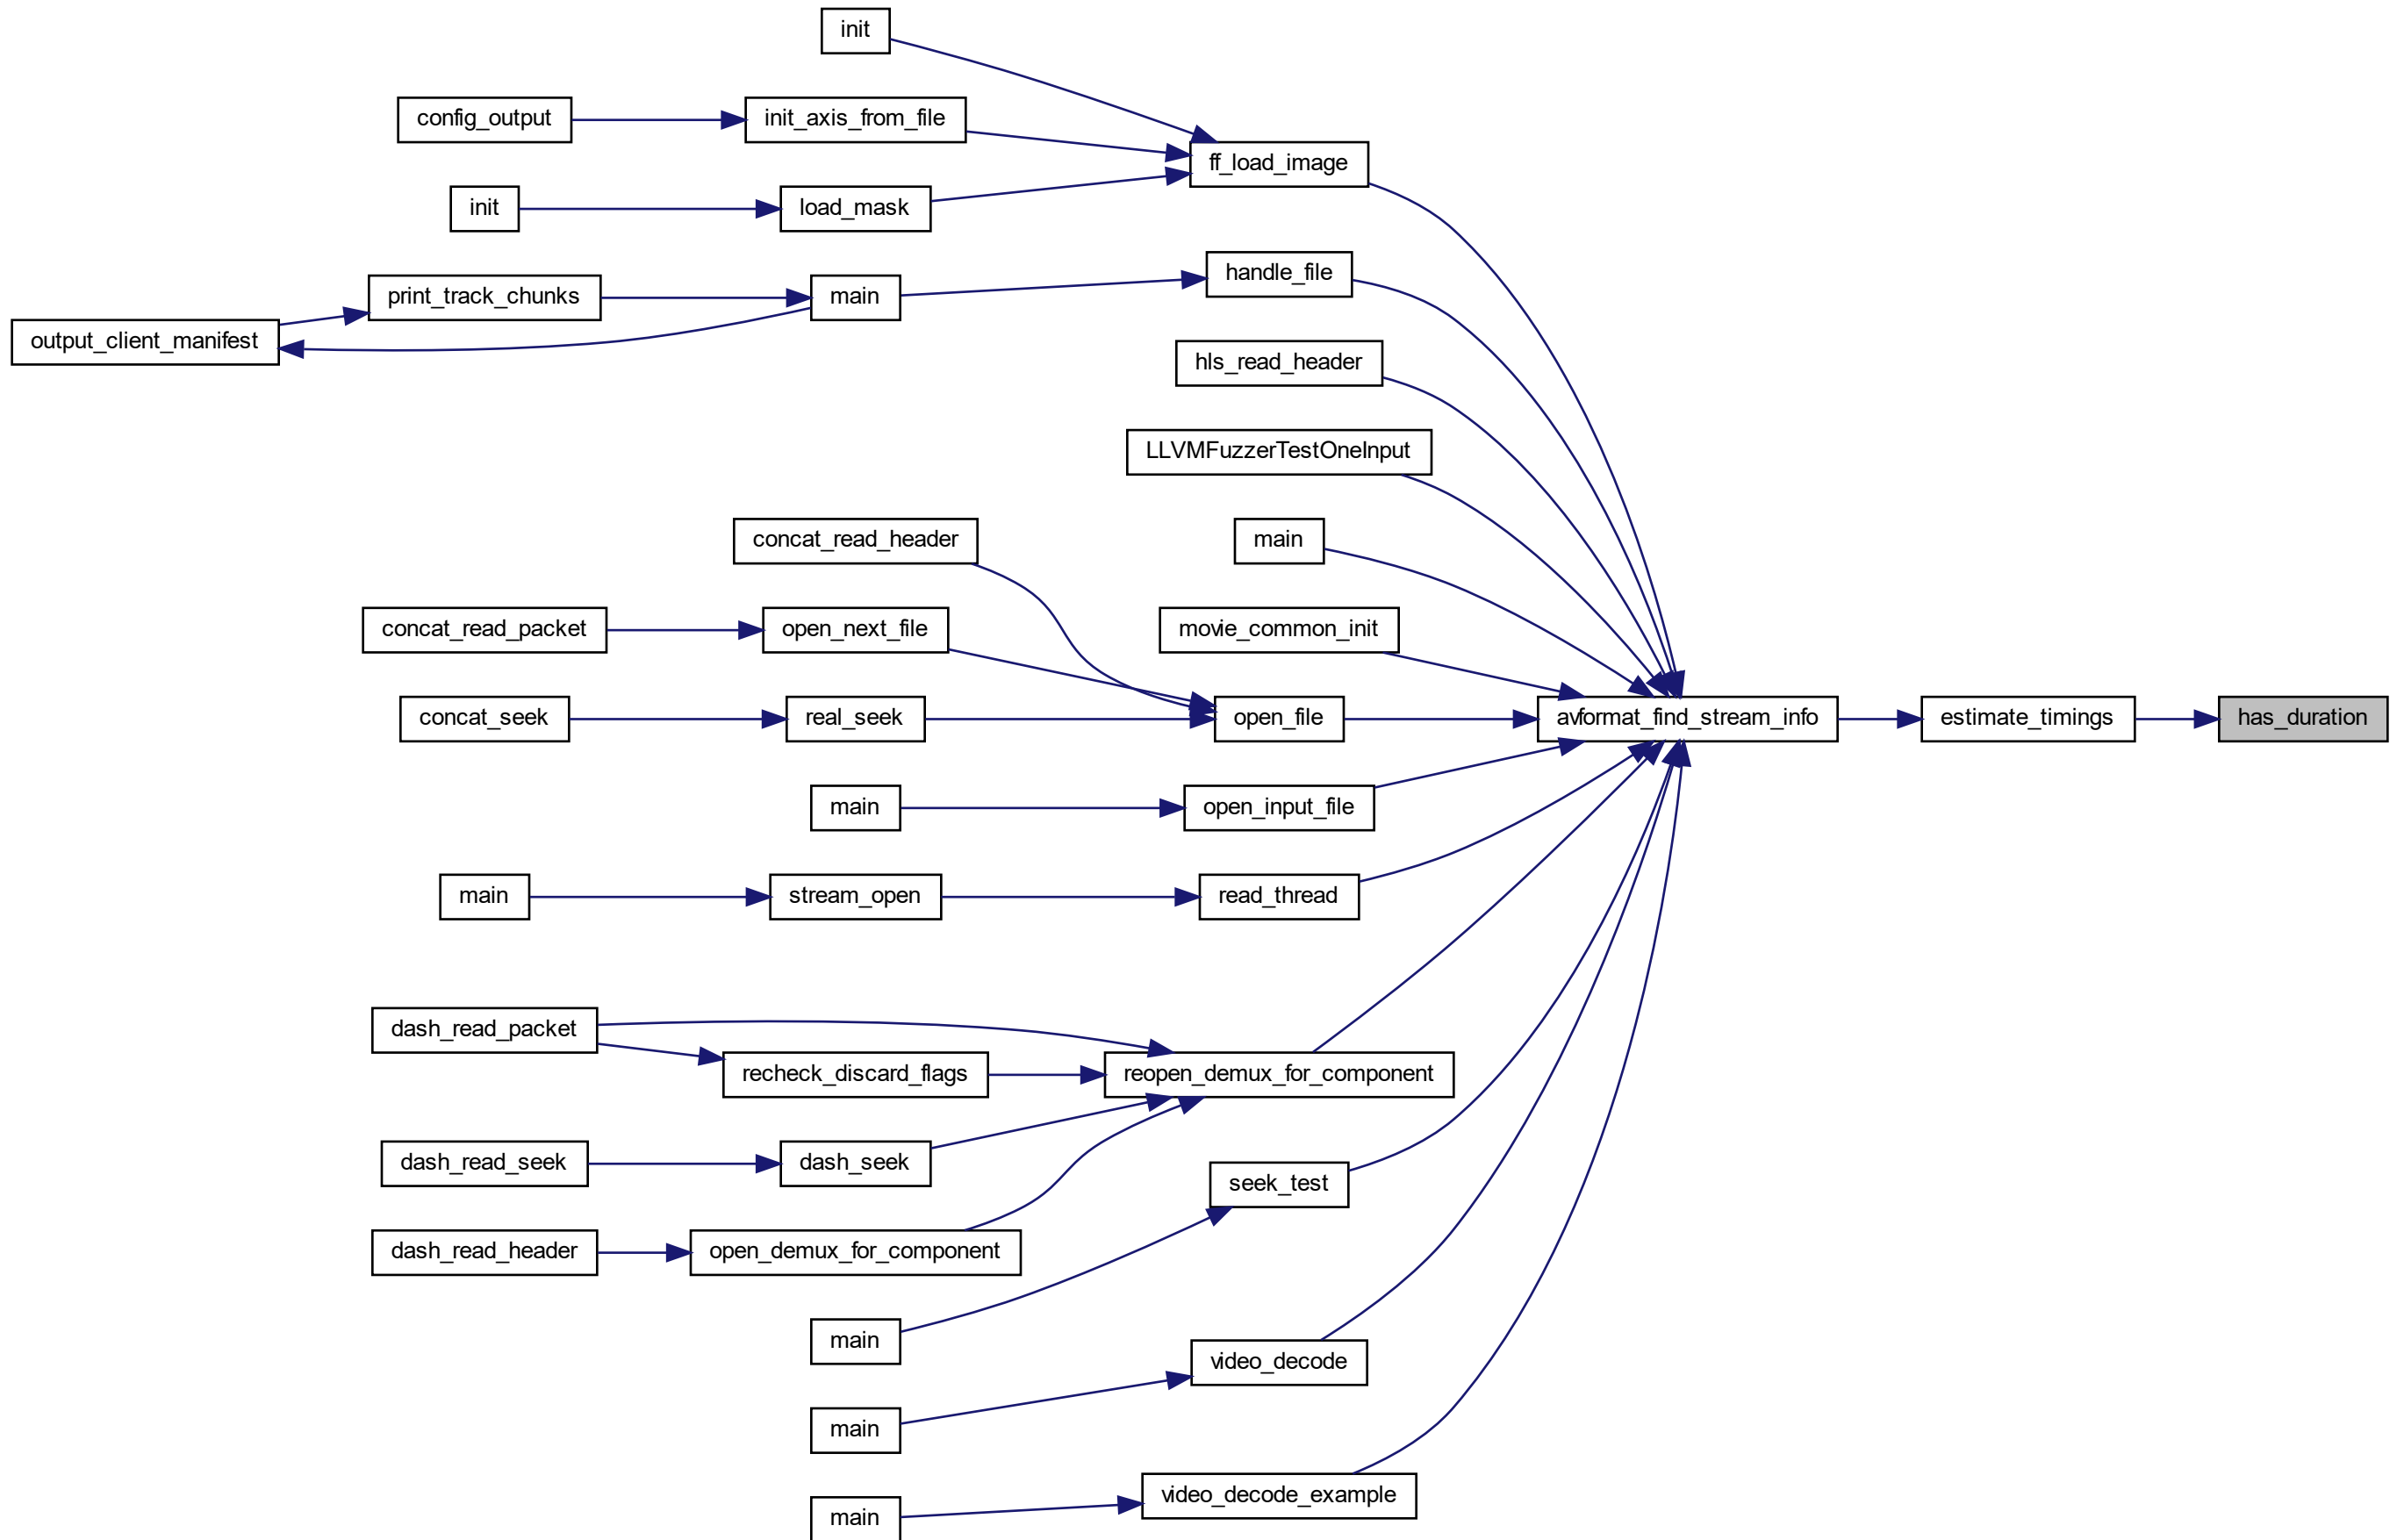 init
config_output
init_axis_from_file
ff_load_image
init
load_mask
handle_file
print_track_chunks
main
output_client_manifest
hls_read_header
LLVMFuzzerTestOneInput
concat_read_header
main
concat_read_packet
open_next_file
movie_common_init
concat_seek
real_seek
open_file
avformat_find_stream_info
estimate_timings
has_duration
main
open_input_file
main
stream_open
read_thread
dash_read_packet
recheck_discard_flags
reopen_demux_for_component
dash_read_seek
dash_seek
seek_test
dash_read_header
open_demux_for_component
main
video_decode
main
video_decode_example
main